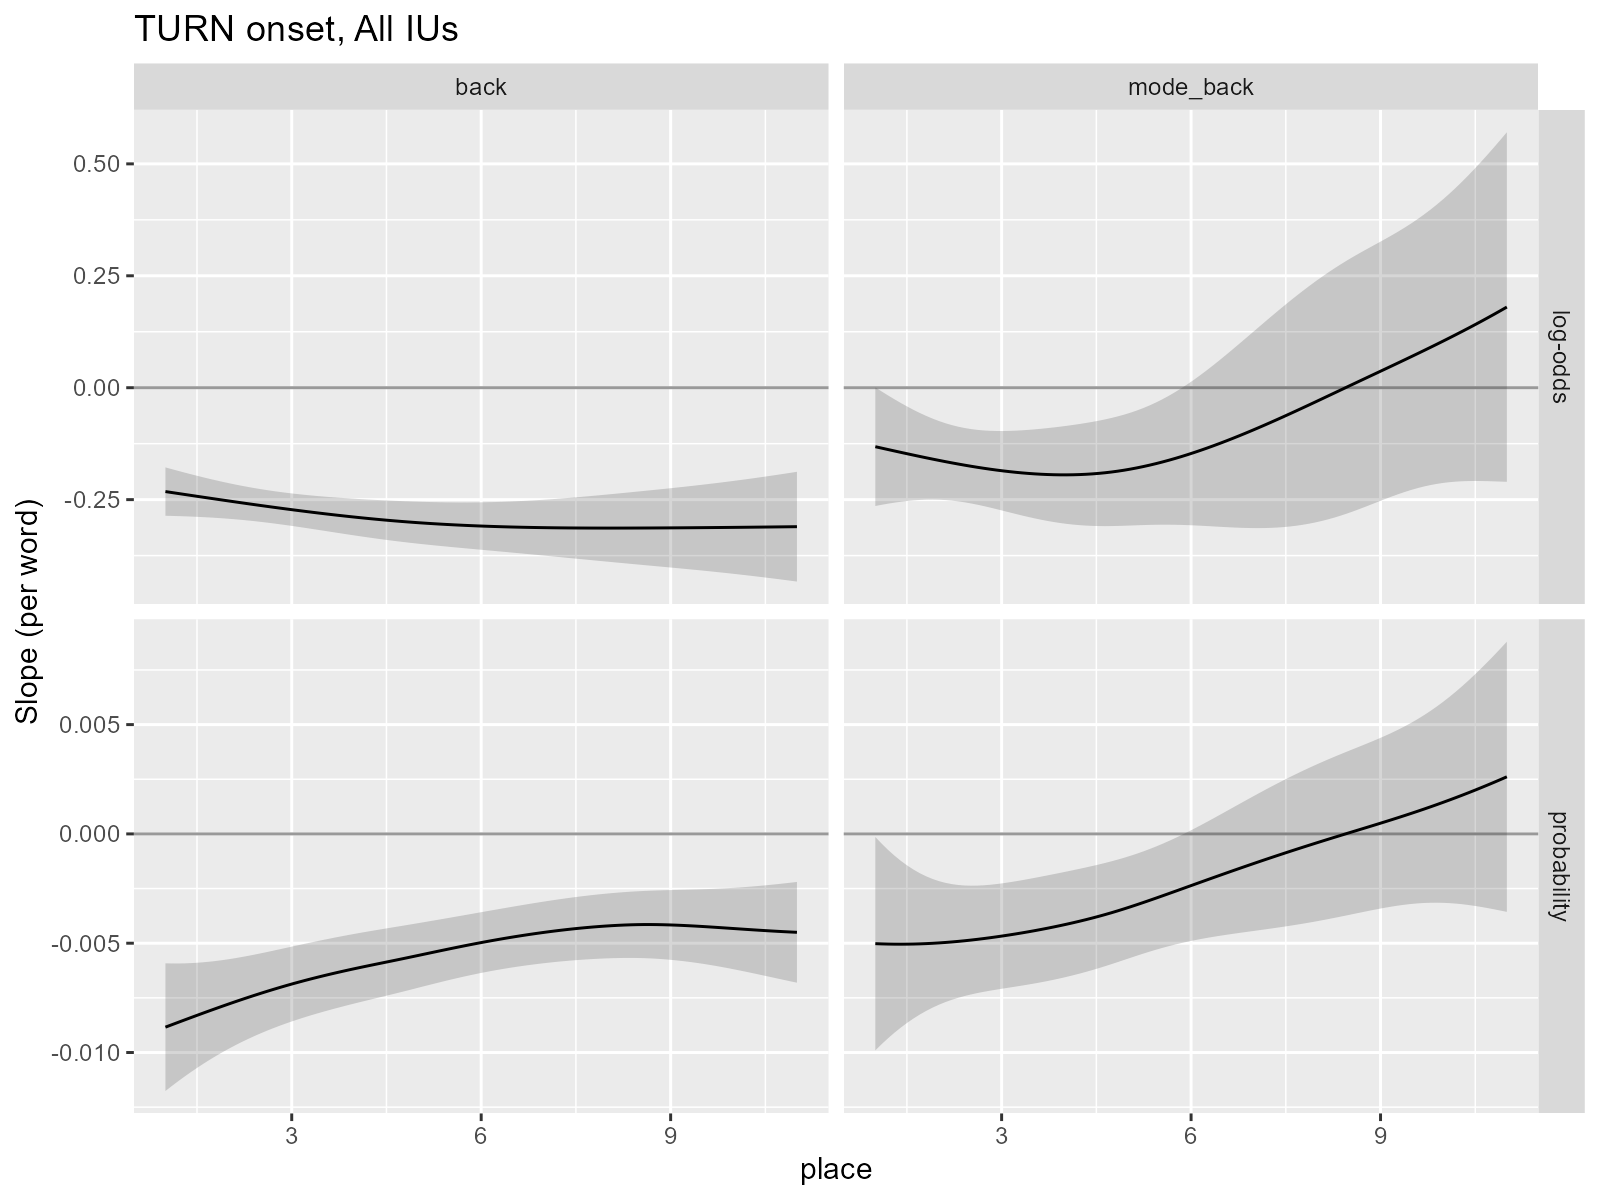 TURN onset, All IUs
back
mode_back
0.50
0.25
0.00
-0.25
log-odds
0.005
0.000
-0.005
-0.010
probability
Slope (per word)
3
6
9
3
6
9
place